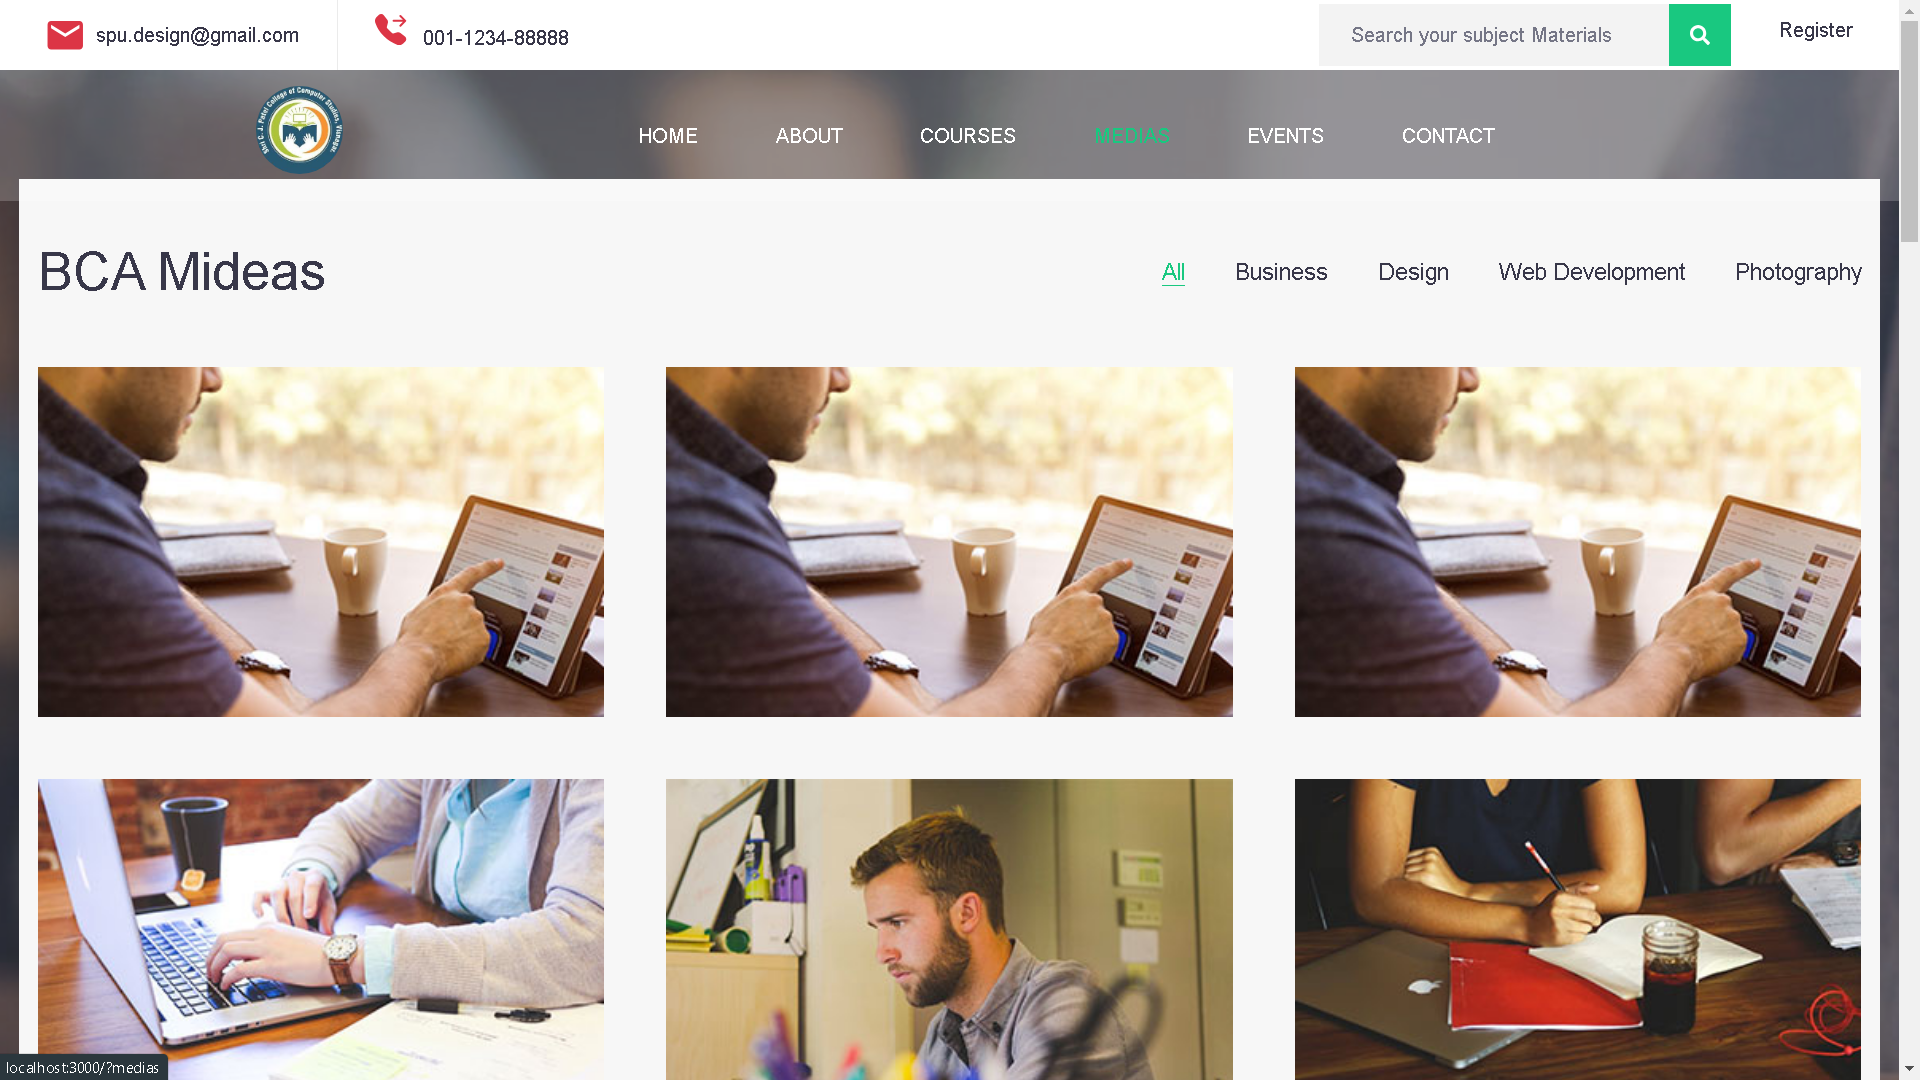 spu.design@gmail.com
001-1234-88888
Search your subject Materials
Register
Shri C. J. Patel College of Computer Studies, Visnagar
HOME
ABOUT
COURSES
MEDIAS
EVENTS
CONTACT
BCA Mideas
All
Business
Design
Web Development
Photography
localhost:3000/?medias